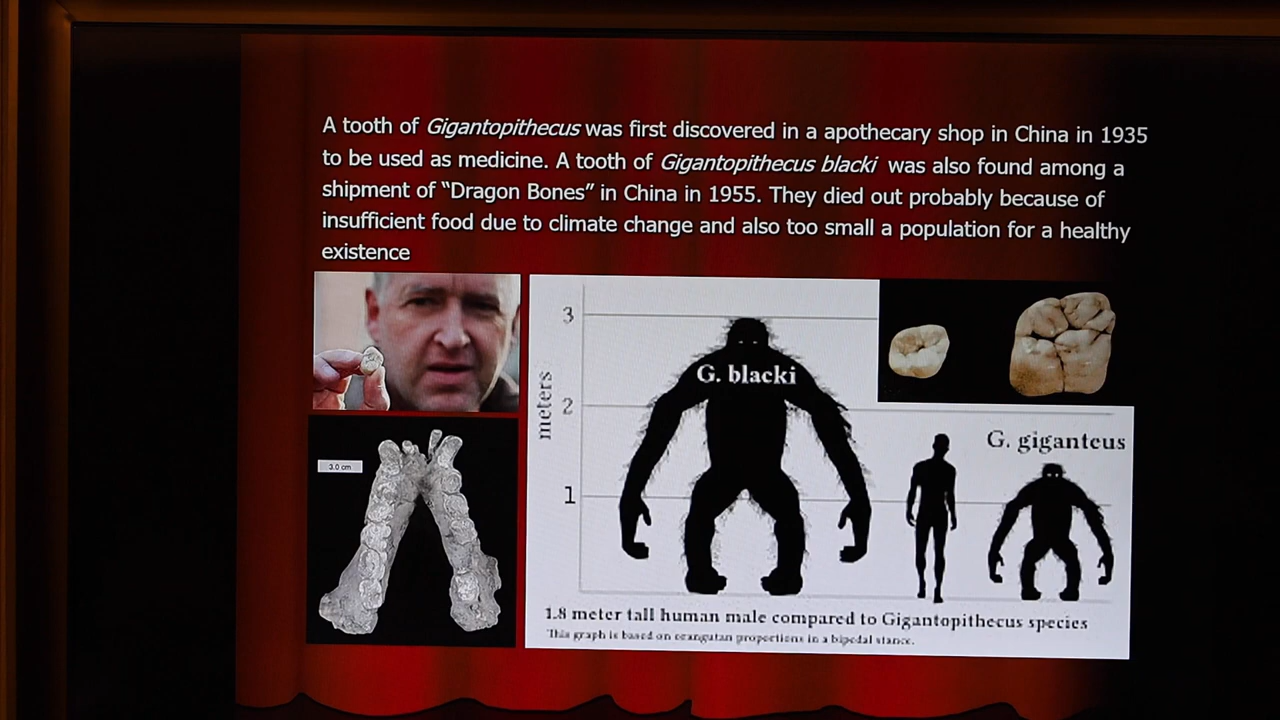 A tooth of Gigantopithecus was first discovered in a apothecary shop in China in 1935
to be used as medicine. A tooth of Gigantopithecus blacki was also found among a
shipment of “Dragon Bones” in China in 1955. They died out probably because of
insufficient food due to climate change and also too small a population for a healthy
existence
3.0 cm
meters
3
2
1
G. blacki
G. giganteus
1.8 meter tall human male compared to Gigantopithecus species
This graph is based on orangutan proportions in a bipedal stance.